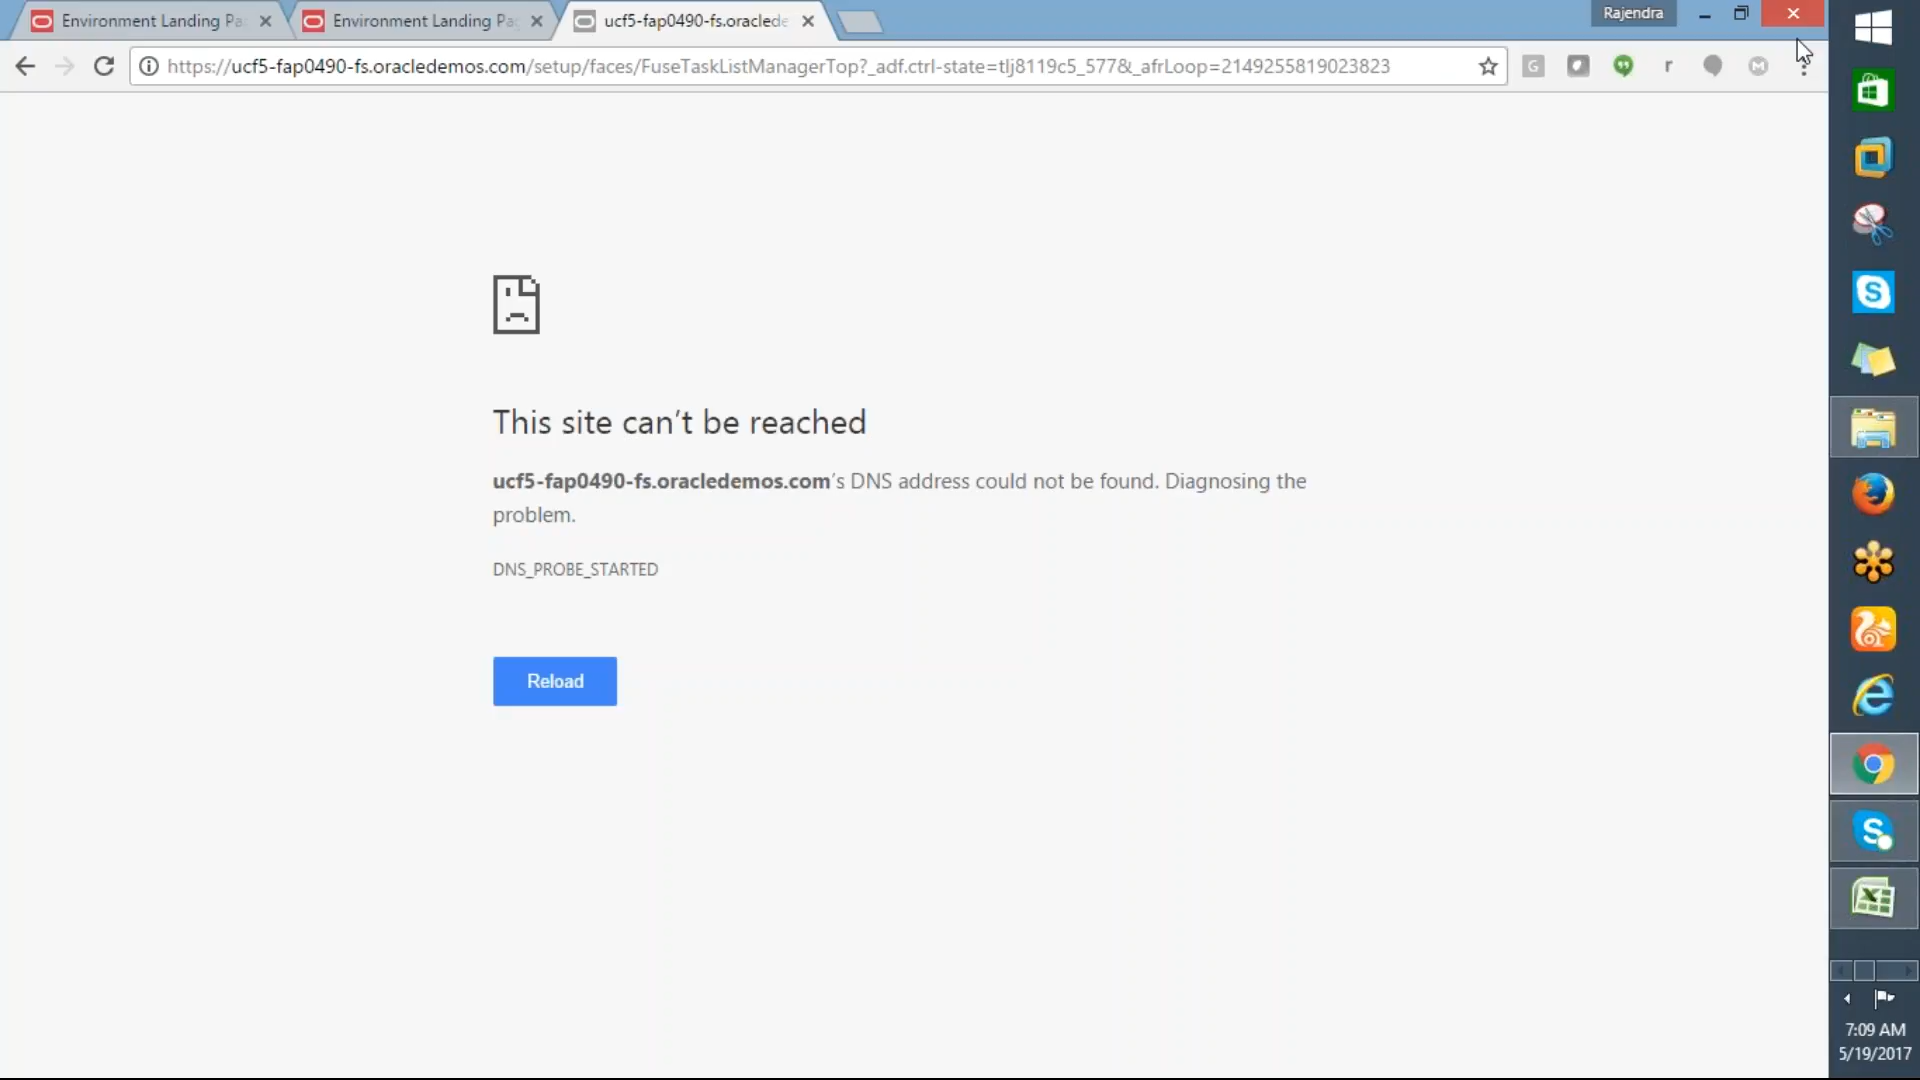 Environment Landing Pa
Environment Landing Pa
ucf5-fap0490-fs.oraclede
Rajendra
https://ucf5-fap0490-fs.oracledemos.com/setup/faces/FuseTaskListManagerTop?_adf.ctrl-state=tlj8119c5_577&_afrLoop=2149255819023823
This site can't be reached
ucf5-fap0490-fs.oracledemos.com's DNS address could not be found. Diagnosing the
problem.
DNS_PROBE_STARTED
Reload
7:09 AM
5/19/2017